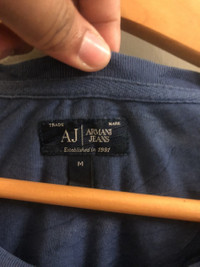 TRADE MARK
AJ ARMANI
JEANS
Established in 1981
M